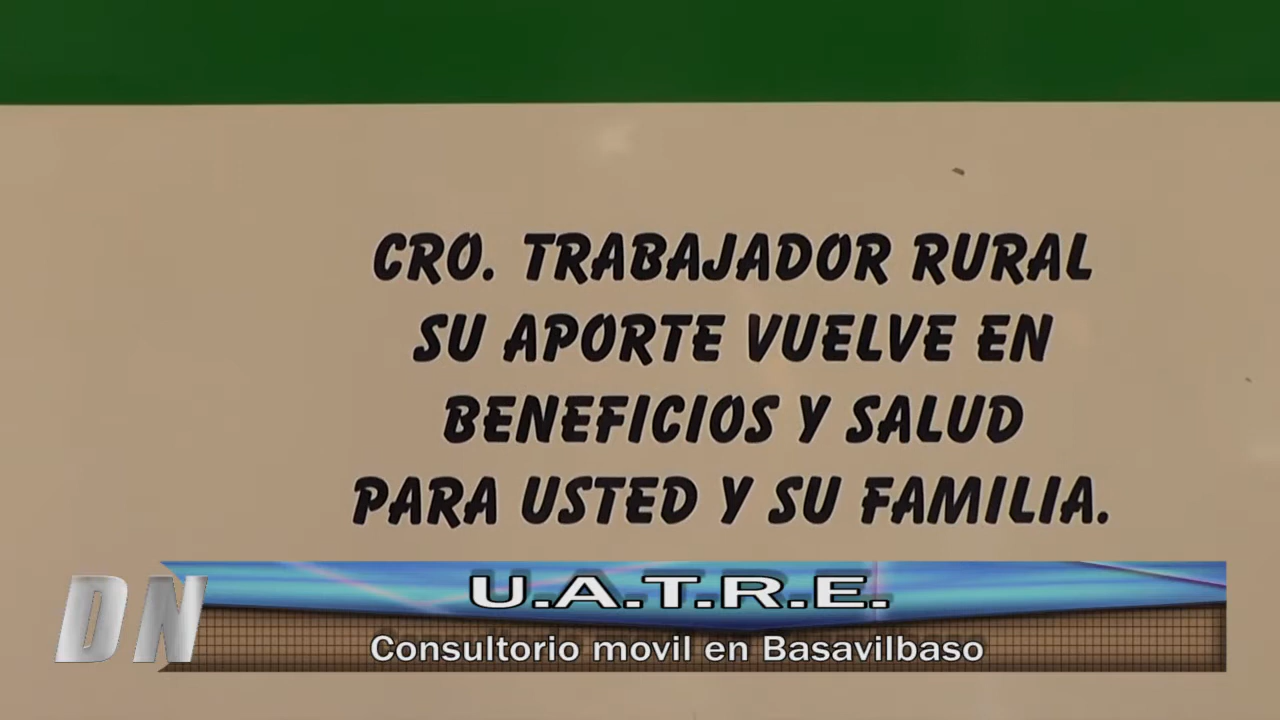 CRO. TRABAJADOR RURAL
SU APORTE VUELVE EN
BENEFICIOS Y SALUD
PARA USTED Y SU FAMILIA.
U.A.T.R.E.
DN
Consultorio movil en Basavilbaso